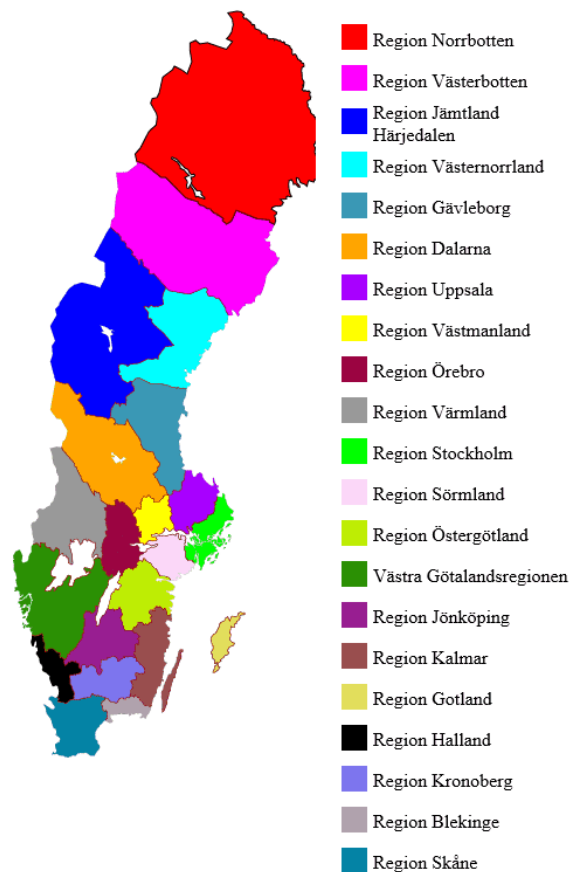 Region Norrbotten
Region Västerbotten
Region Jämtland
Härjedalen
Region Västernorrland
Region Gävleborg
Region Dalarna
Region Uppsala
Region Västmanland
Region Örebro
Region Värmland
Region Stockholm
Region Sörmland
Region Östergötland
Västra Götalandsregionen
Region Jönköping
Region Kalmar
Region Gotland
Region Halland
Region Kronoberg
Region Blekinge
Region Skåne